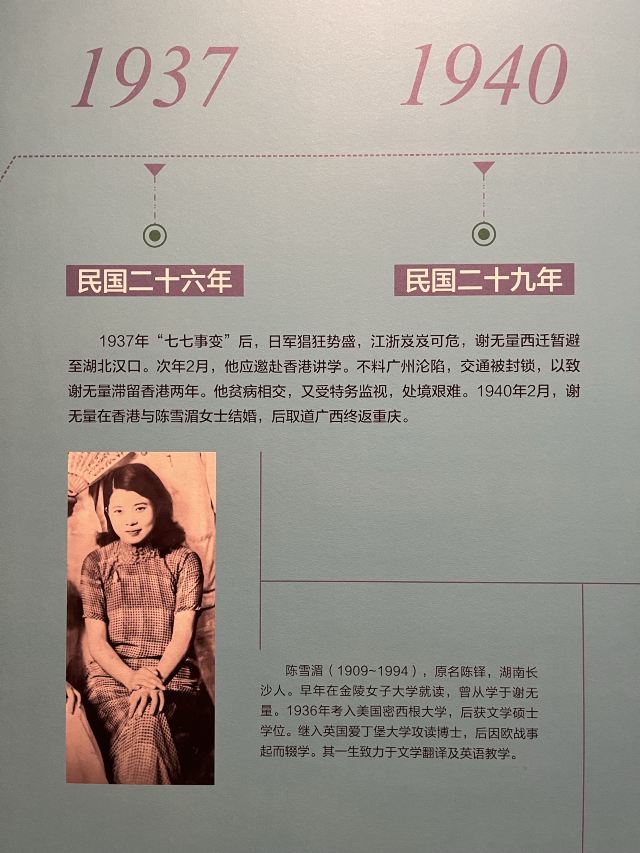 1937
1940
民国二十六年
民国二十九年
1937年“七七事变”后，日军猖狂势盛，江浙岌岌可危，谢无量西迁暂避
至湖北汉口。次年2月，他应邀赴香港讲学。不料广州沦陷，交通被封锁，以致
谢无量滞留香港两年。他贫病相交，又受特务监视，处境艰难。1940年2月，谢
无量在香港与陈雪湄女士结婚，后取道广西终返重庆。
陈雪湄（1909~1994），原名陈铎，湖南长
沙人。早年在金陵女子大学就读，曾从学于谢无
量。1936年考入美国密西根大学，后获文学硕士
学位。继入英国爱丁堡大学攻读博士，后因欧战事
起而辍学。其一生致力于文学翻译及英语教学。